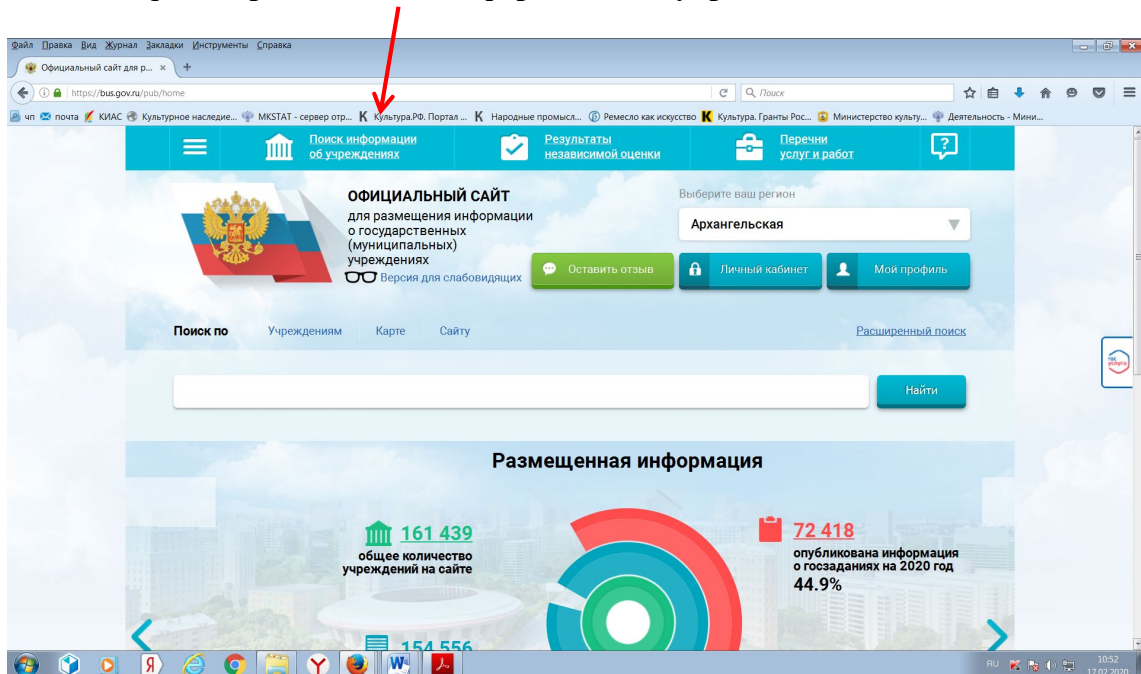 Файл Правка Вид Журнал Закладки Инструменты Справка
Официальный сайт для р... × +
https://bus.gov.ru/pub/home
Поиск
чп почта КИАС Культурное наследие... MKSTAT - сервер отр... Культура.РФ. Портал ... Народные промысл... Ремесло как искусство Культура. Гранты Рос... Министерство культу... Деятельность - Мини...
Поиск информации
об учреждениях
Результаты
независимой оценки
Перечни
услуг и работ
ОФИЦИАЛЬНЫЙ САЙТ
для размещения информации
о государственных
(муниципальных)
учреждениях
Версия для слабовидящих
Выберите ваш регион
Архангельская
Оставить отзыв
Личный кабинет
Мой профиль
Поиск по Учреждениям Карте Сайту Расширенный поиск
гос
услуги
Найти
Размещенная информация
161 439
общее количество
учреждений на сайте
72 418
опубликована информация
о госзаданиях на 2020 год
44.9%
154 556
RU 10:52
17.02.2020